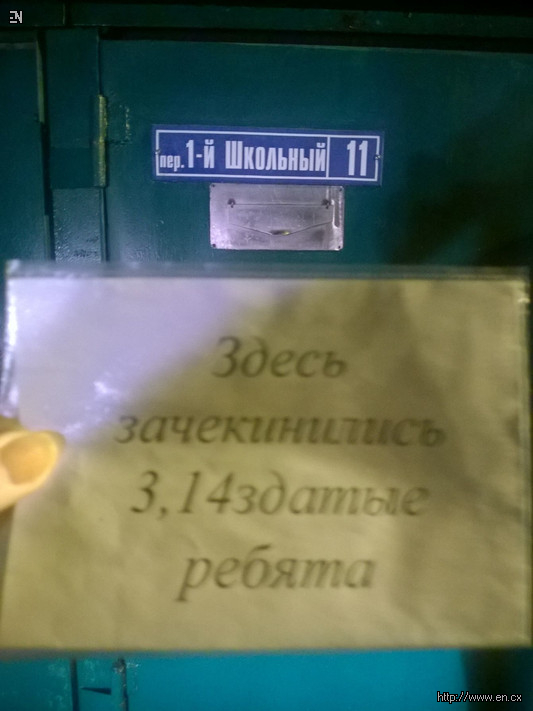 EN
пер. 1-й Школьный 11
Здесь
зачекинились
3,14здатые
ребята
http://www.en.cx